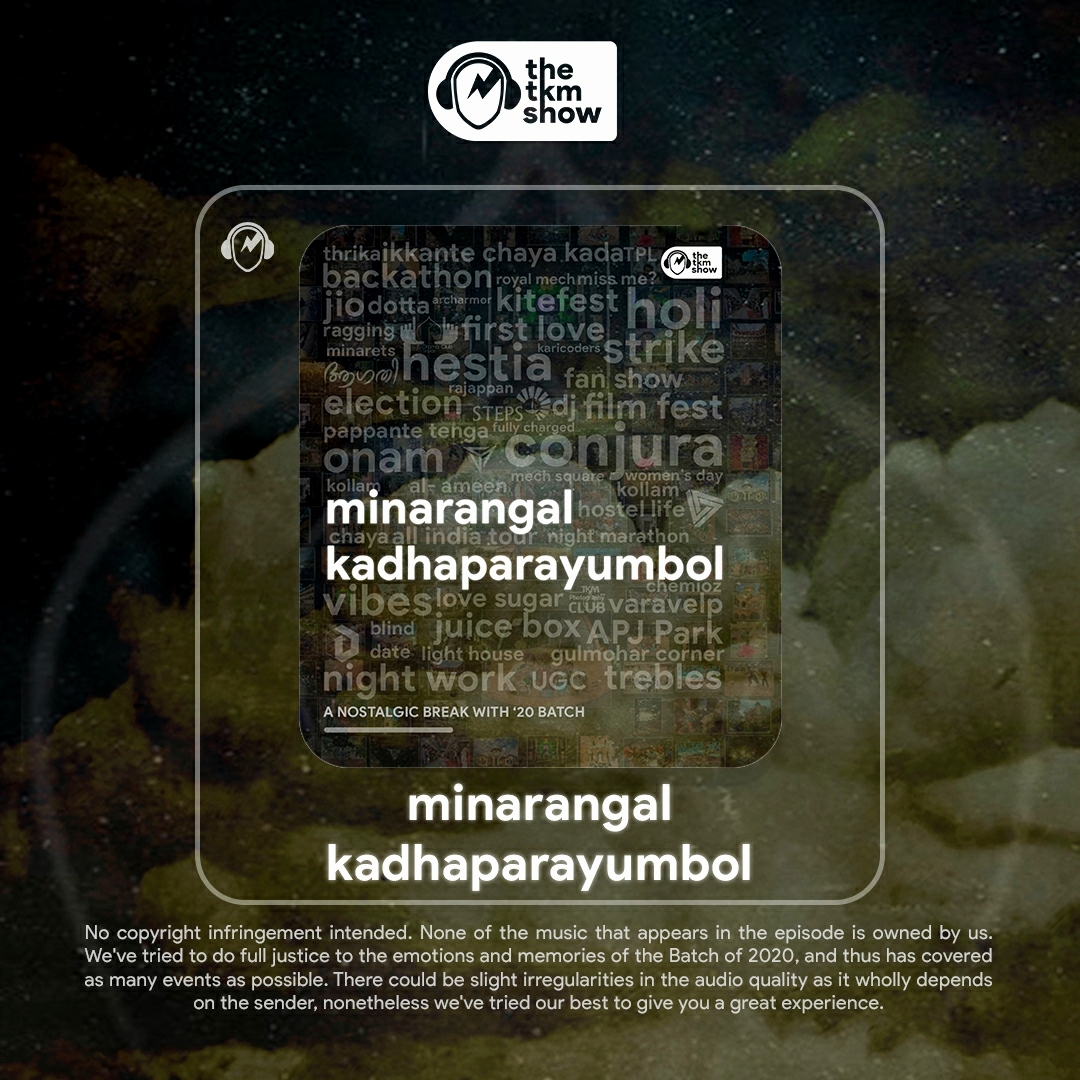 the
tkm
show
thrikaikkante chaya kada TPL
the
tkm
show
backathon royal mech miss me?
jio dotta archarmor kitefest holi
ragging first love
minarets karicoders strike
hestia
rajappan fan show
election STEPS dj film fest
pappante tenga fully charged
onam conjura
mech square women's day
kollam al-ameen kollam
minarangal hostel life
chaya all india tour night marathon
kadhaparayumbol
chemioz
vibes love sugar TKM CLUB varavelp
juice box APJ Park
blind
date light house gulmohar corner
night work UGC trebles
A NOSTALGIC BREAK WITH ‘20 BATCH
minarangal
kadhaparayumbol
No copyright infringement intended. None of the music that appears in the episode is owned by us.
We've tried to do full justice to the emotions and memories of the Batch of 2020, and thus has covered
as many events as possible. There could be slight irregularities in the audio quality as it wholly depends
on the sender, nonetheless we've tried our best to give you a great experience.